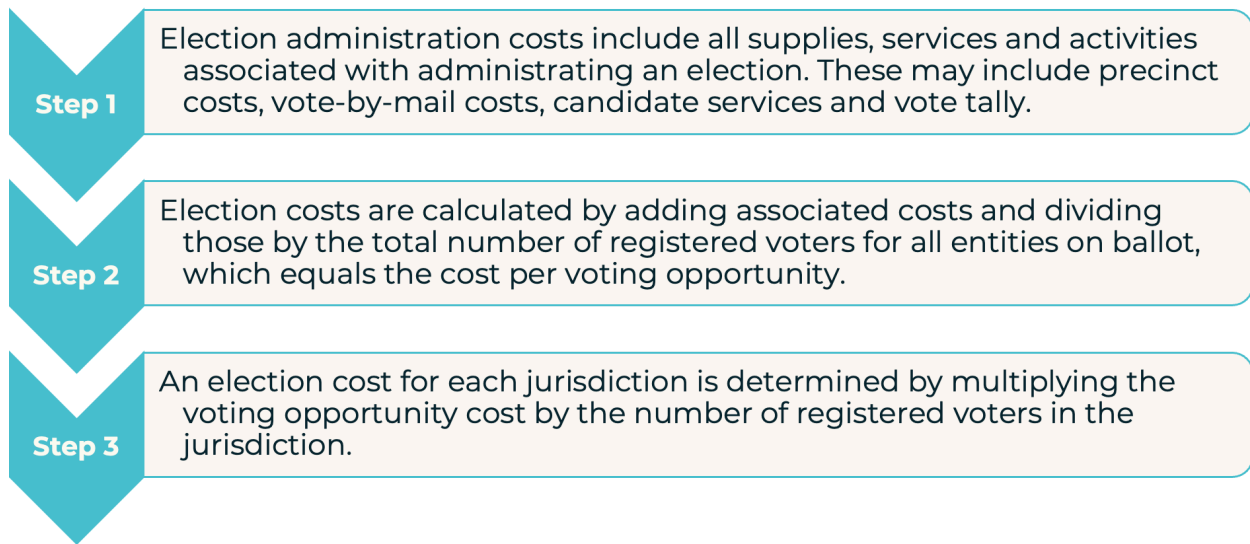 Step 1
Election administration costs include all supplies, services and activities
associated with administrating an election. These may include precinct
costs, vote-by-mail costs, candidate services and vote tally.
Step 2
Election costs are calculated by adding associated costs and dividing
those by the total number of registered voters for all entities on ballot,
which equals the cost per voting opportunity.
Step 3
An election cost for each jurisdiction is determined by multiplying the
voting opportunity cost by the number of registered voters in the
jurisdiction.